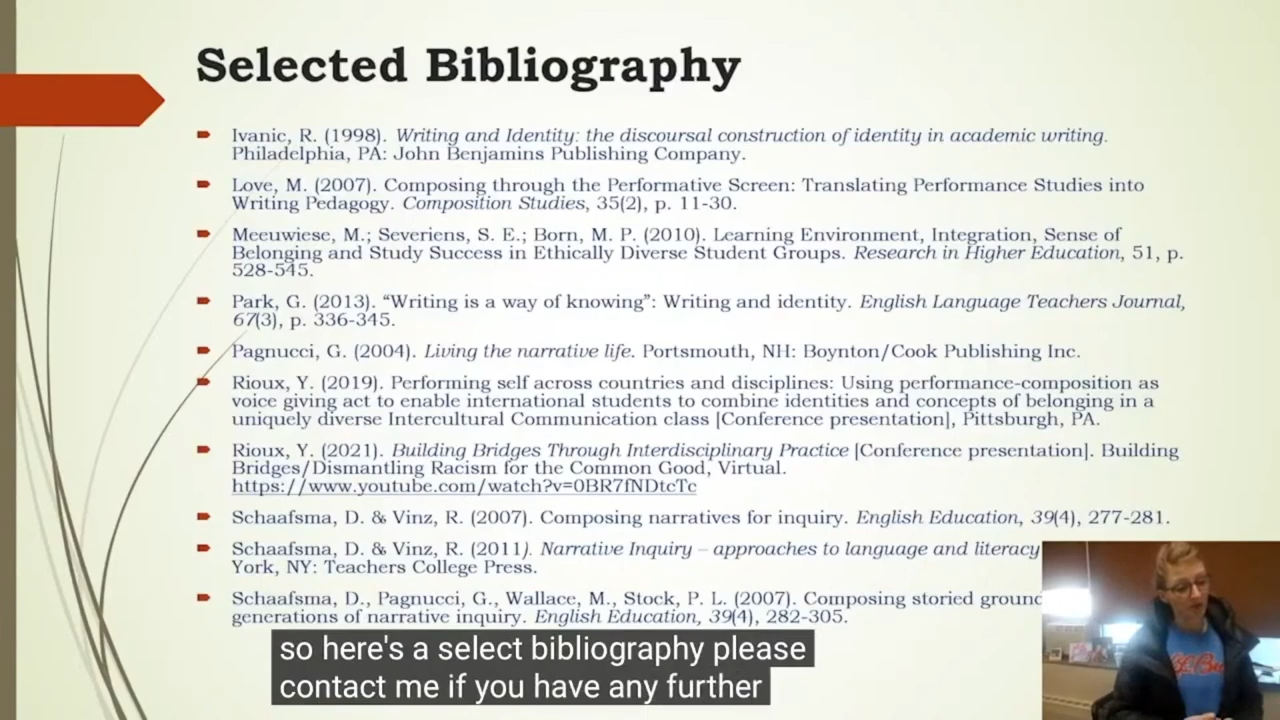 Selected Bibliography
Ivanic, R. (1998). Writing and Identity: the discoursal construction of identity in academic writing.
Philadelphia, PA: John Benjamins Publishing Company.
Love, M. (2007). Composing through the Performative Screen: Translating Performance Studies into
Writing Pedagogy. Composition Studies, 35(2), p. 11-30.
Meeuwiese, M.; Severiens, S. E.; Born, M. P. (2010). Learning Environment, Integration, Sense of
Belonging and Study Success in Ethically Diverse Student Groups. Research in Higher Education, 51, p.
528-545.
Park, G. (2013). “Writing is a way of knowing”: Writing and identity. English Language Teachers Journal,
67(3), p. 336-345.
Pagnucci, G. (2004). Living the narrative life. Portsmouth, NH: Boynton/Cook Publishing Inc.
Rioux, Y. (2019). Performing self across countries and disciplines: Using performance-composition as
voice giving act to enable international students to combine identities and concepts of belonging in a
uniquely diverse Intercultural Communication class [Conference presentation], Pittsburgh, PA.
Rioux, Y. (2021). Building Bridges Through Interdisciplinary Practice [Conference presentation]. Building
Bridges/Dismantling Racism for the Common Good, Virtual.
https://www.youtube.com/watch?v=0BR7fNDtcTc
Schaafsma, D. & Vinz, R. (2007). Composing narratives for inquiry. English Education, 39(4), 277-281.
Schaafsma, D. & Vinz, R. (2011). Narrative Inquiry – approaches to language and literacy
York, NY: Teachers College Press.
Schaafsma, D., Pagnucci, G., Wallace, M., Stock, P. L. (2007). Composing storied
generations of narrative inquiry. English Education, 39(4), 282-305.
so here's a select bibliography please
contact me if you have any further